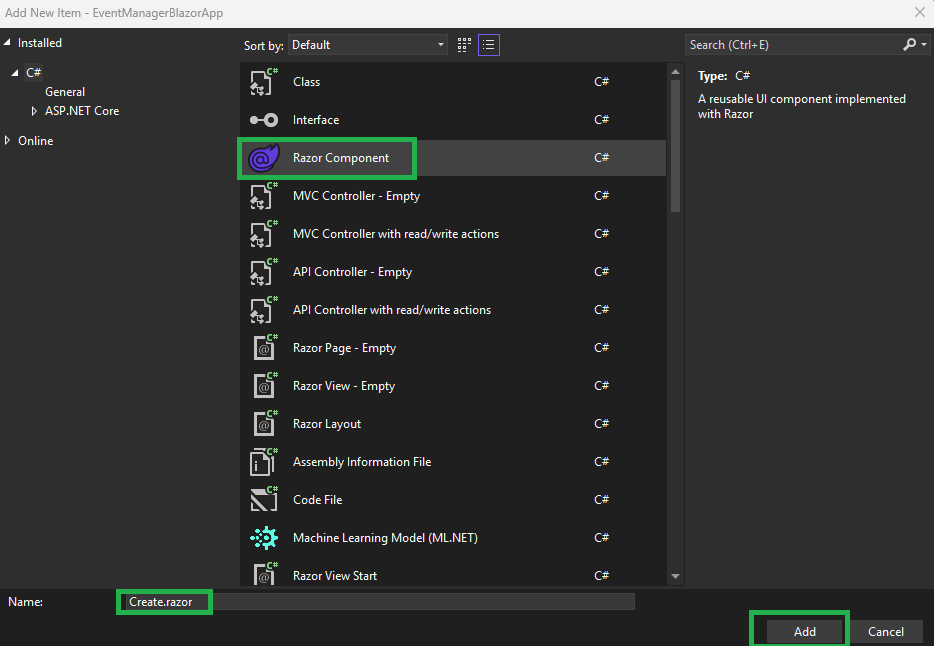 Add New Item - EventManagerBlazorApp
Installed
Sort by: Default
Search (Ctrl+E)
C#
General
ASP.NET Core
Online
Class C#
Interface C#
Razor Component C#
MVC Controller - Empty C#
MVC Controller with read/write actions C#
API Controller - Empty C#
API Controller with read/write actions C#
Razor Page - Empty C#
Razor View - Empty C#
Razor Layout C#
Assembly Information File C#
Code File C#
Machine Learning Model (ML.NET) C#
Razor View Start C#
Type: C#
A reusable UI component implemented
with Razor
Name: Create.razor
Add Cancel